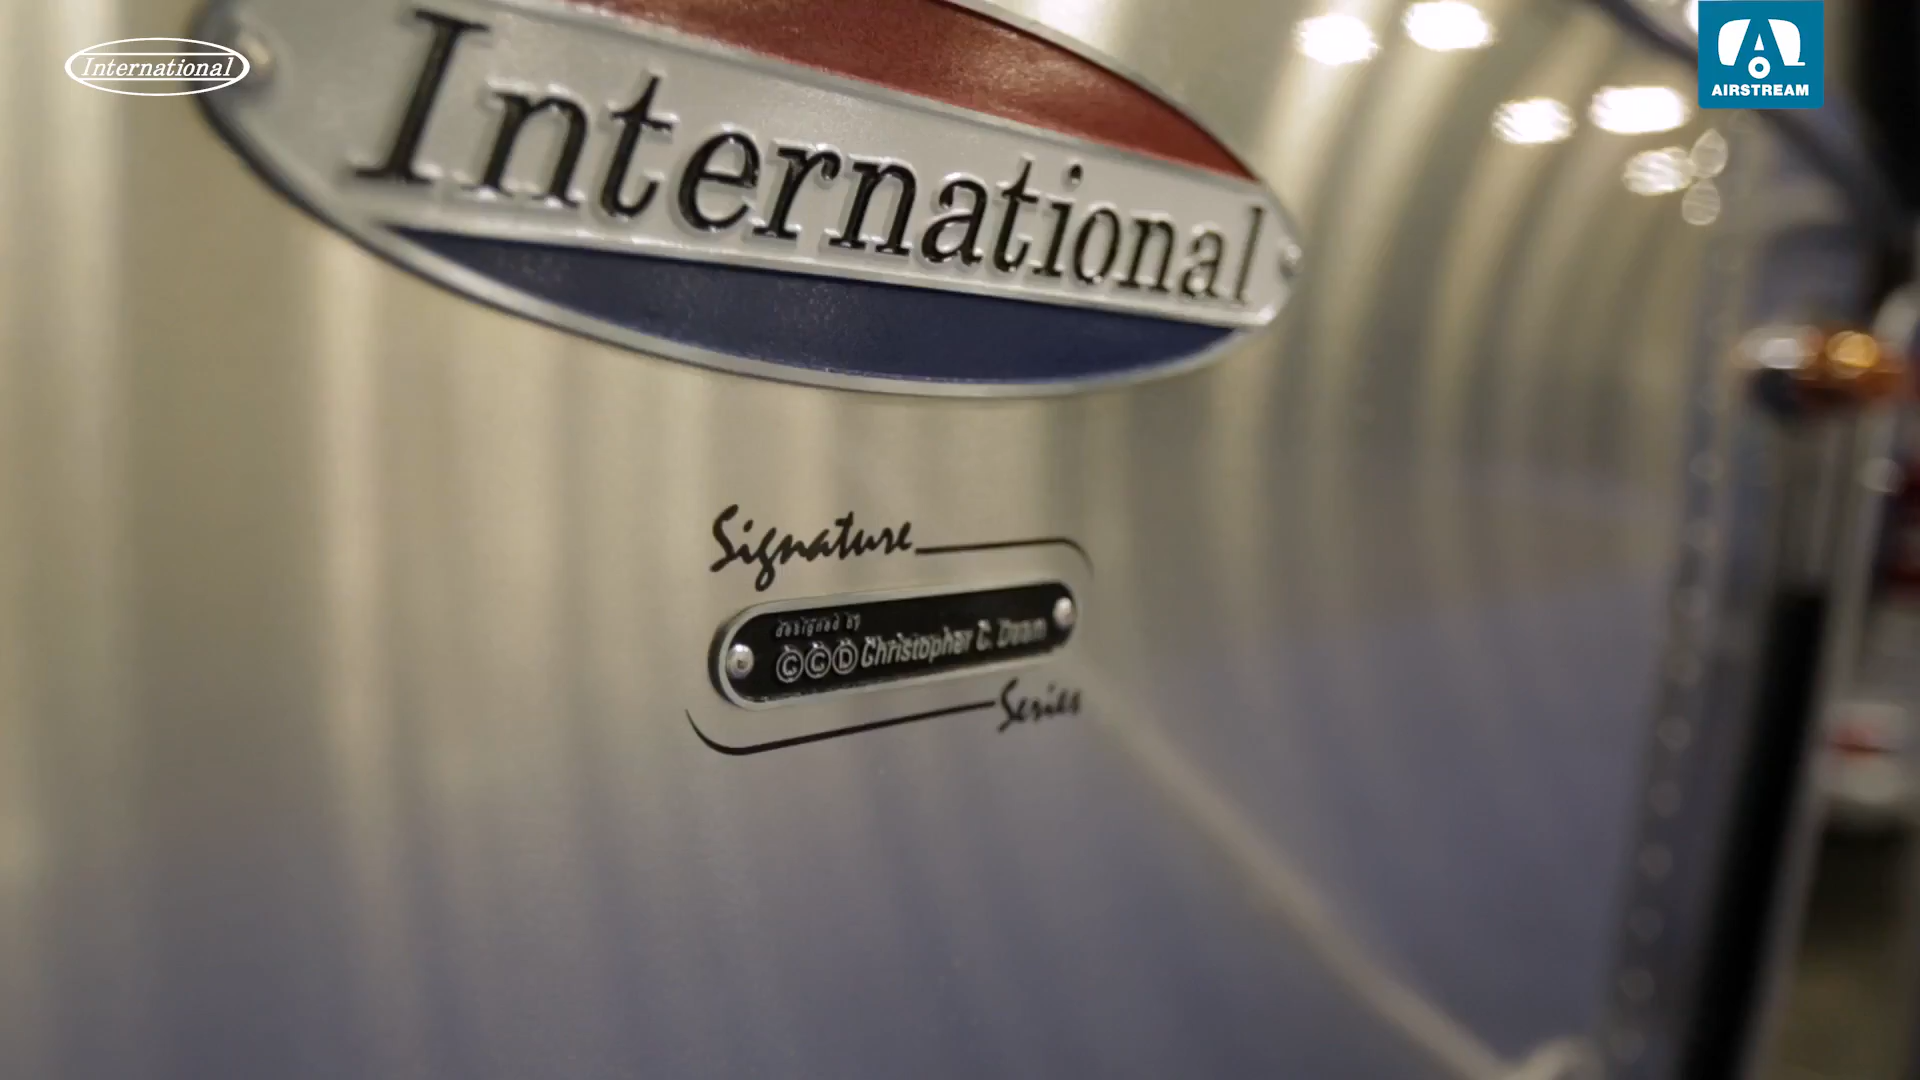 International
AIRSTREAM
International
Signature
designed by
CCD Christopher C. Deam
Series